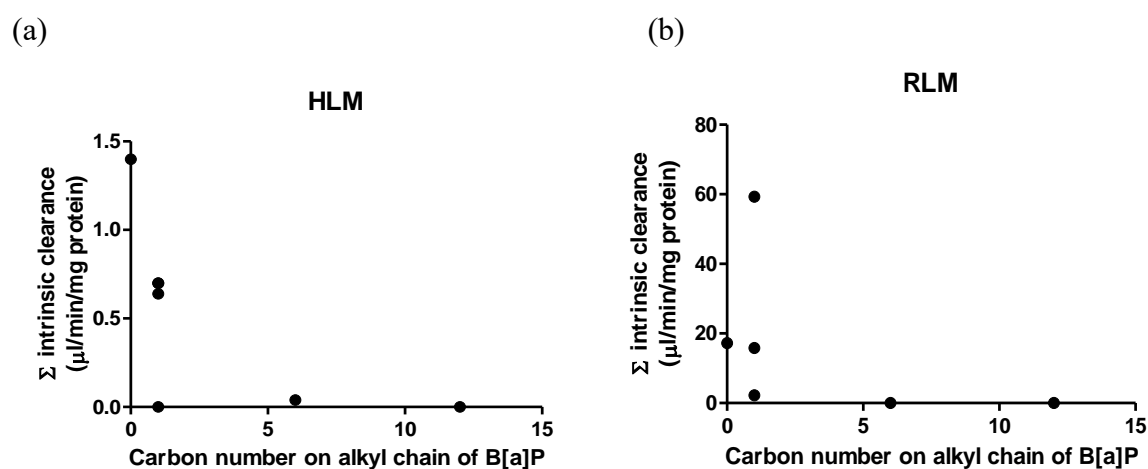 (a)
HLM
Σ intrinsic clearance
(μl/min/mg protein)
1.5
1.0
0.5
0.0
0 5 10 15
Carbon number on alkyl chain of B[a]P
(b)
RLM
Σ intrinsic clearance
(μl/min/mg protein)
80
60
40
20
0
0 5 10 15
Carbon number on alkyl chain of B[a]P